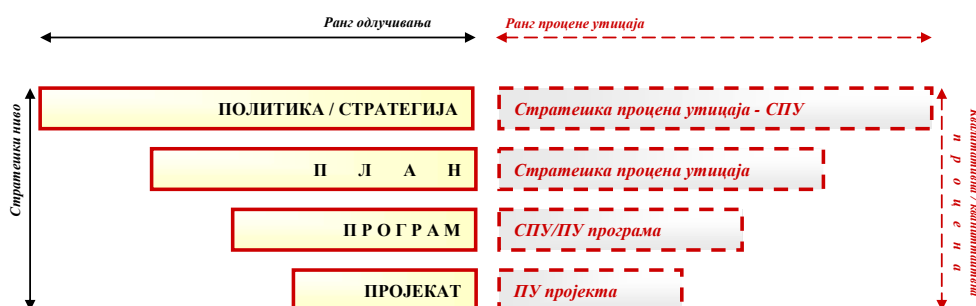 Ранг одлучивања
Ранг процене утицаја
Стратешки ниво
ПОЛИТИКА / СТРАТЕГИЈА
Стратешка процена утицаја - СПУ
П Л А Н
Стратешка процена утицаја
П Р О Г Р А М
СПУ/ПУ програма
ПРОЈЕКАТ
ПУ пројекта
п р о ц е н а